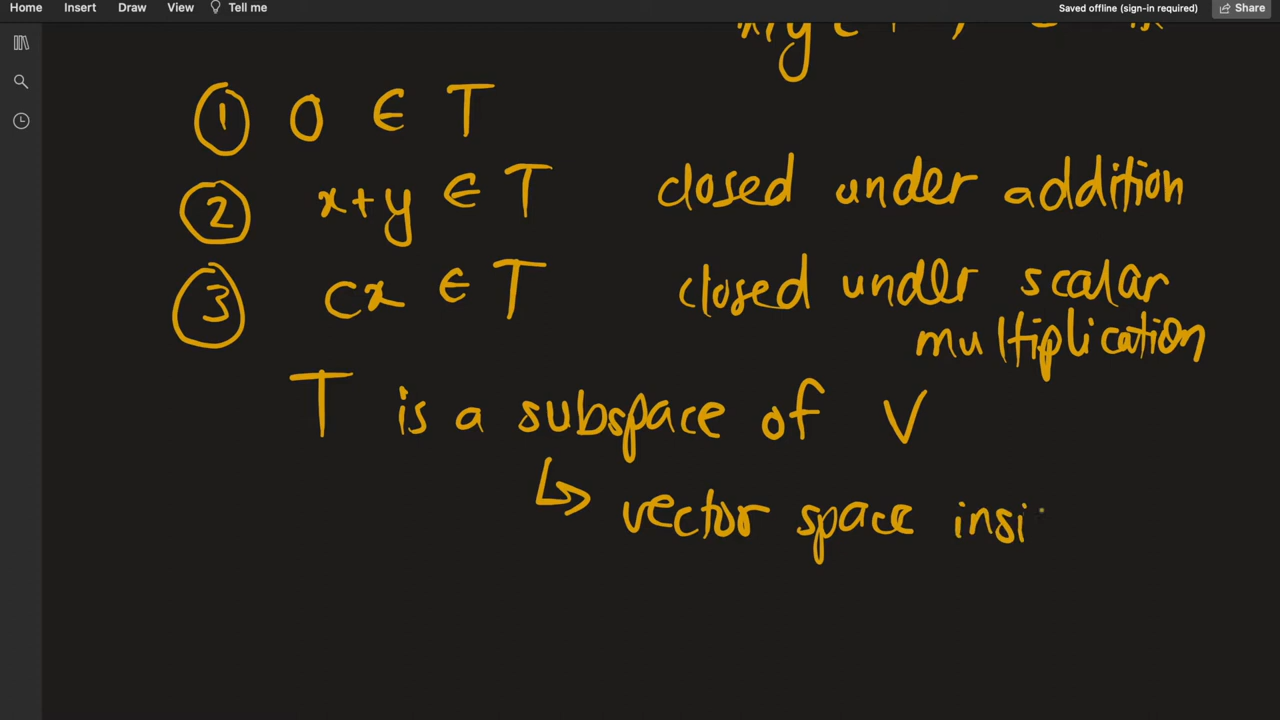 Home Insert Draw View Tell me Saved offline (sign-in required) Share
① 0 ∈ T
② x+y ∈ T closed under addition
③ cx ∈ T closed under scalar
multiplication
T is a subspace of V
↳ vector space insi